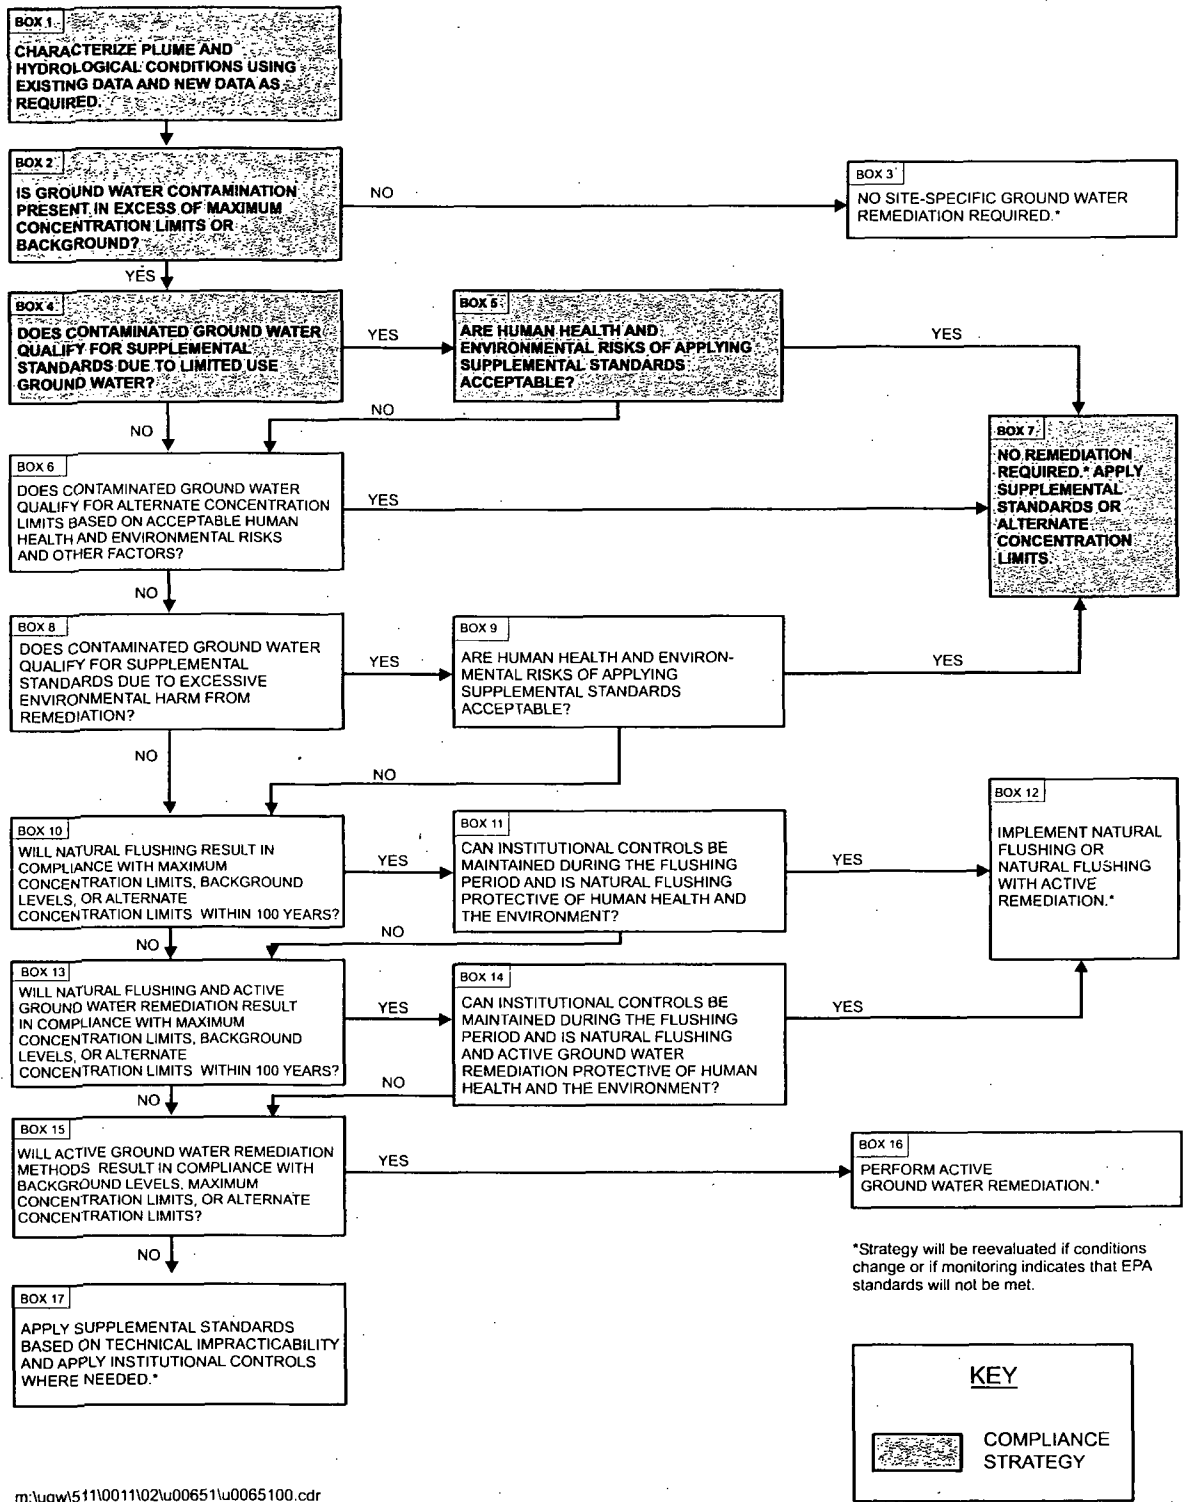 BOX 1
CHARACTERIZE PLUME AND
HYDROLOGICAL CONDITIONS USING
EXISTING DATA AND NEW DATA AS
REQUIRED.
BOX 2
IS GROUND WATER CONTAMINATION
PRESENT IN EXCESS OF MAXIMUM
CONCENTRATION LIMITS OR
BACKGROUND?
NO
BOX 3
NO SITE-SPECIFIC GROUND WATER
REMEDIATION REQUIRED.*
YES
BOX 4
DOES CONTAMINATED GROUND WATER
QUALIFY FOR SUPPLEMENTAL
STANDARDS DUE TO LIMITED USE
GROUND WATER?
YES
BOX 5
ARE HUMAN HEALTH AND
ENVIRONMENTAL RISKS OF APPLYING
SUPPLEMENTAL STANDARDS
ACCEPTABLE?
YES
NO
NO
BOX 6
DOES CONTAMINATED GROUND WATER
QUALIFY FOR ALTERNATE CONCENTRATION
LIMITS BASED ON ACCEPTABLE HUMAN
HEALTH AND ENVIRONMENTAL RISKS
AND OTHER FACTORS?
YES
BOX 7
NO REMEDIATION
REQUIRED.* APPLY
SUPPLEMENTAL
STANDARDS OR
ALTERNATE
CONCENTRATION
LIMITS.
NO
BOX 8
DOES CONTAMINATED GROUND WATER
QUALIFY FOR SUPPLEMENTAL
STANDARDS DUE TO EXCESSIVE
ENVIRONMENTAL HARM FROM
REMEDIATION?
YES
BOX 9
ARE HUMAN HEALTH AND ENVIRON-
MENTAL RISKS OF APPLYING
SUPPLEMENTAL STANDARDS
ACCEPTABLE?
YES
NO
NO
BOX 10
WILL NATURAL FLUSHING RESULT IN
COMPLIANCE WITH MAXIMUM
CONCENTRATION LIMITS, BACKGROUND
LEVELS, OR ALTERNATE
CONCENTRATION LIMITS WITHIN 100 YEARS?
YES
BOX 11
CAN INSTITUTIONAL CONTROLS BE
MAINTAINED DURING THE FLUSHING
PERIOD AND IS NATURAL FLUSHING
PROTECTIVE OF HUMAN HEALTH AND
THE ENVIRONMENT?
YES
BOX 12
IMPLEMENT NATURAL
FLUSHING OR
NATURAL FLUSHING
WITH ACTIVE
REMEDIATION.*
NO
NO
BOX 13
WILL NATURAL FLUSHING AND ACTIVE
GROUND WATER REMEDIATION RESULT
IN COMPLIANCE WITH MAXIMUM
CONCENTRATION LIMITS, BACKGROUND
LEVELS, OR ALTERNATE
CONCENTRATION LIMITS WITHIN 100 YEARS?
YES
BOX 14
CAN INSTITUTIONAL CONTROLS BE
MAINTAINED DURING THE FLUSHING
PERIOD AND IS NATURAL FLUSHING
AND ACTIVE GROUND WATER
REMEDIATION PROTECTIVE OF HUMAN
HEALTH AND THE ENVIRONMENT?
YES
NO
NO
BOX 15
WILL ACTIVE GROUND WATER REMEDIATION
METHODS RESULT IN COMPLIANCE WITH
BACKGROUND LEVELS, MAXIMUM
CONCENTRATION LIMITS, OR ALTERNATE
CONCENTRATION LIMITS?
YES
BOX 16
PERFORM ACTIVE
GROUND WATER REMEDIATION.*
NO
BOX 17
APPLY SUPPLEMENTAL STANDARDS
BASED ON TECHNICAL IMPRACTICABILITY
AND APPLY INSTITUTIONAL CONTROLS
WHERE NEEDED.*
*Strategy will be reevaluated if conditions
change or if monitoring indicates that EPA
standards will not be met.
KEY
COMPLIANCE
STRATEGY
m:\ugw\511\0011\02\u00651\u0065100.cdr